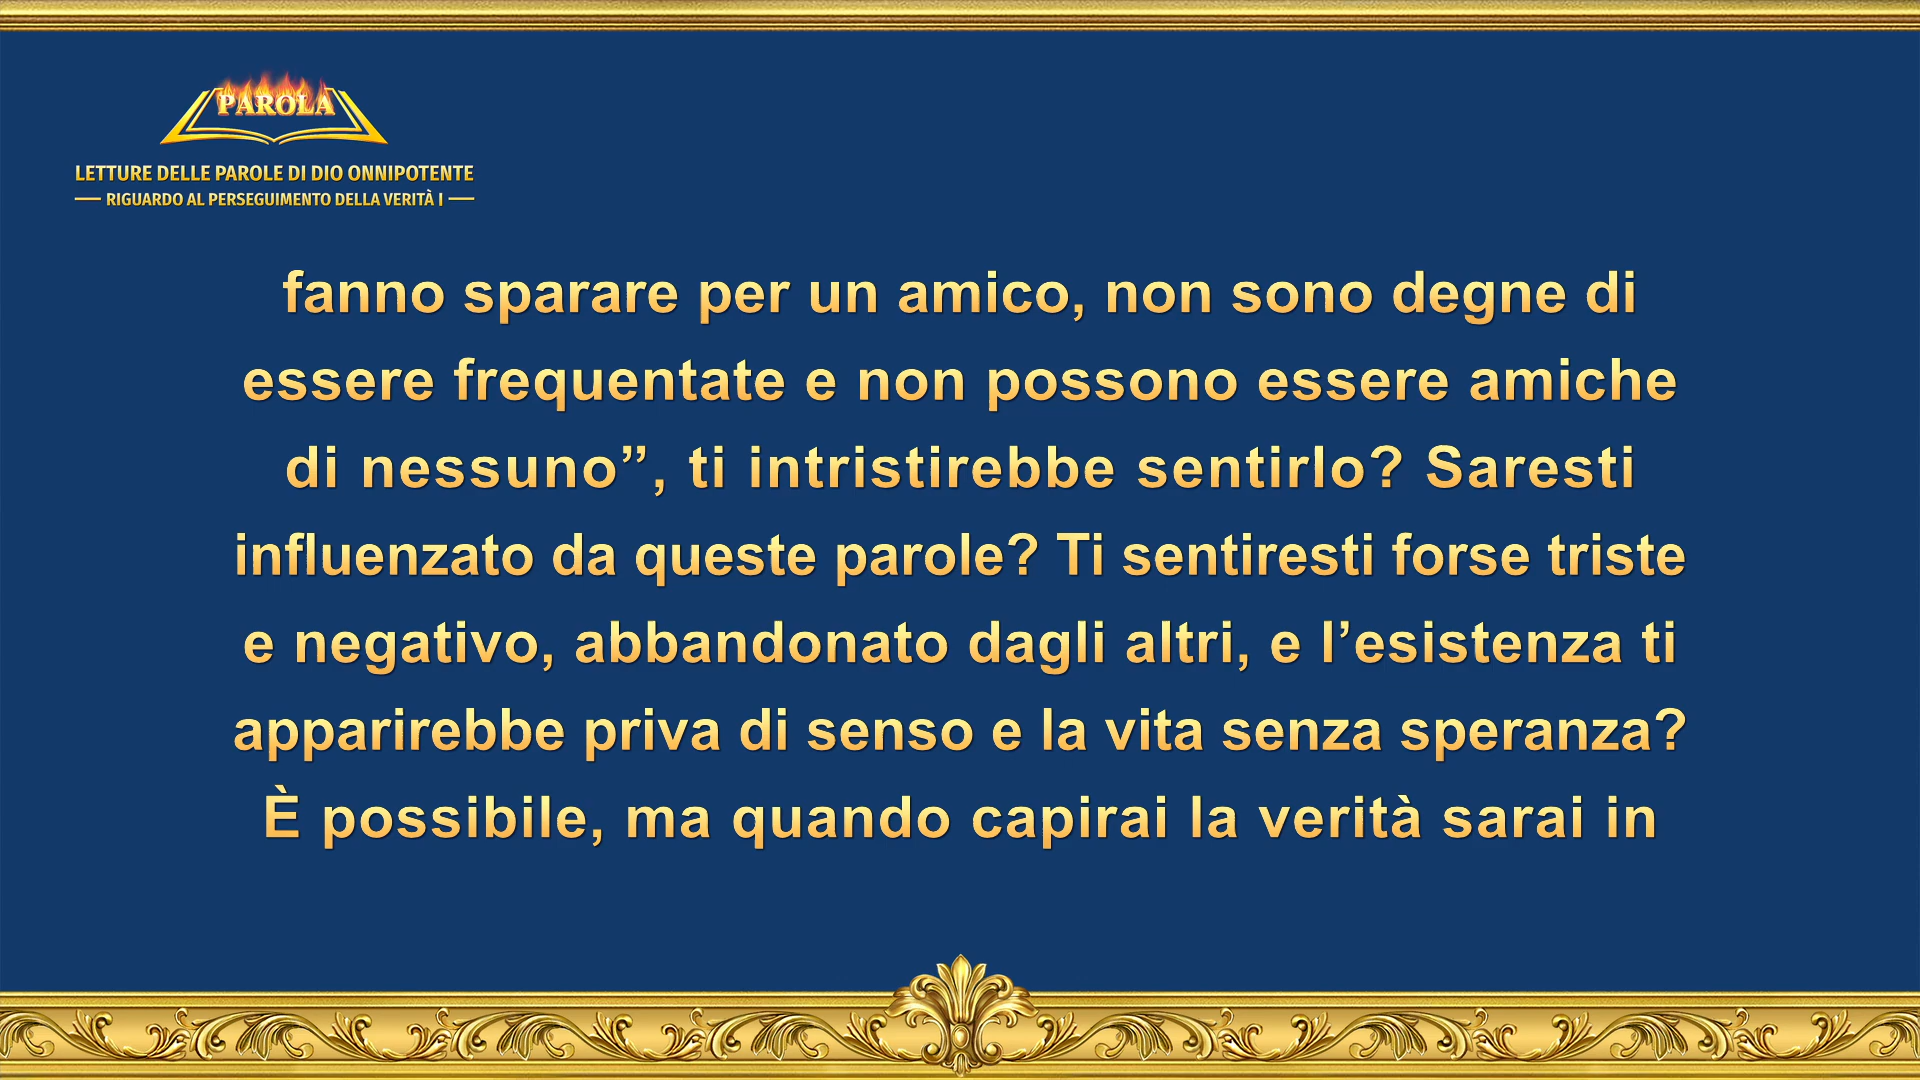 PAROLA
LETTURE DELLE PAROLE DI DIO ONNIPOTENTE
RIGUARDO AL PERSEGUIMENTO DELLA VERITÀ I
fanno sparare per un amico, non sono degne di
essere frequentate e non possono essere amiche
di nessuno”, ti intristirebbe sentirlo? Saresti
influenzato da queste parole? Ti sentiresti forse triste
e negativo, abbandonato dagli altri, e l’esistenza ti
apparirebbe priva di senso e la vita senza speranza?
È possibile, ma quando capirai la verità sarai in